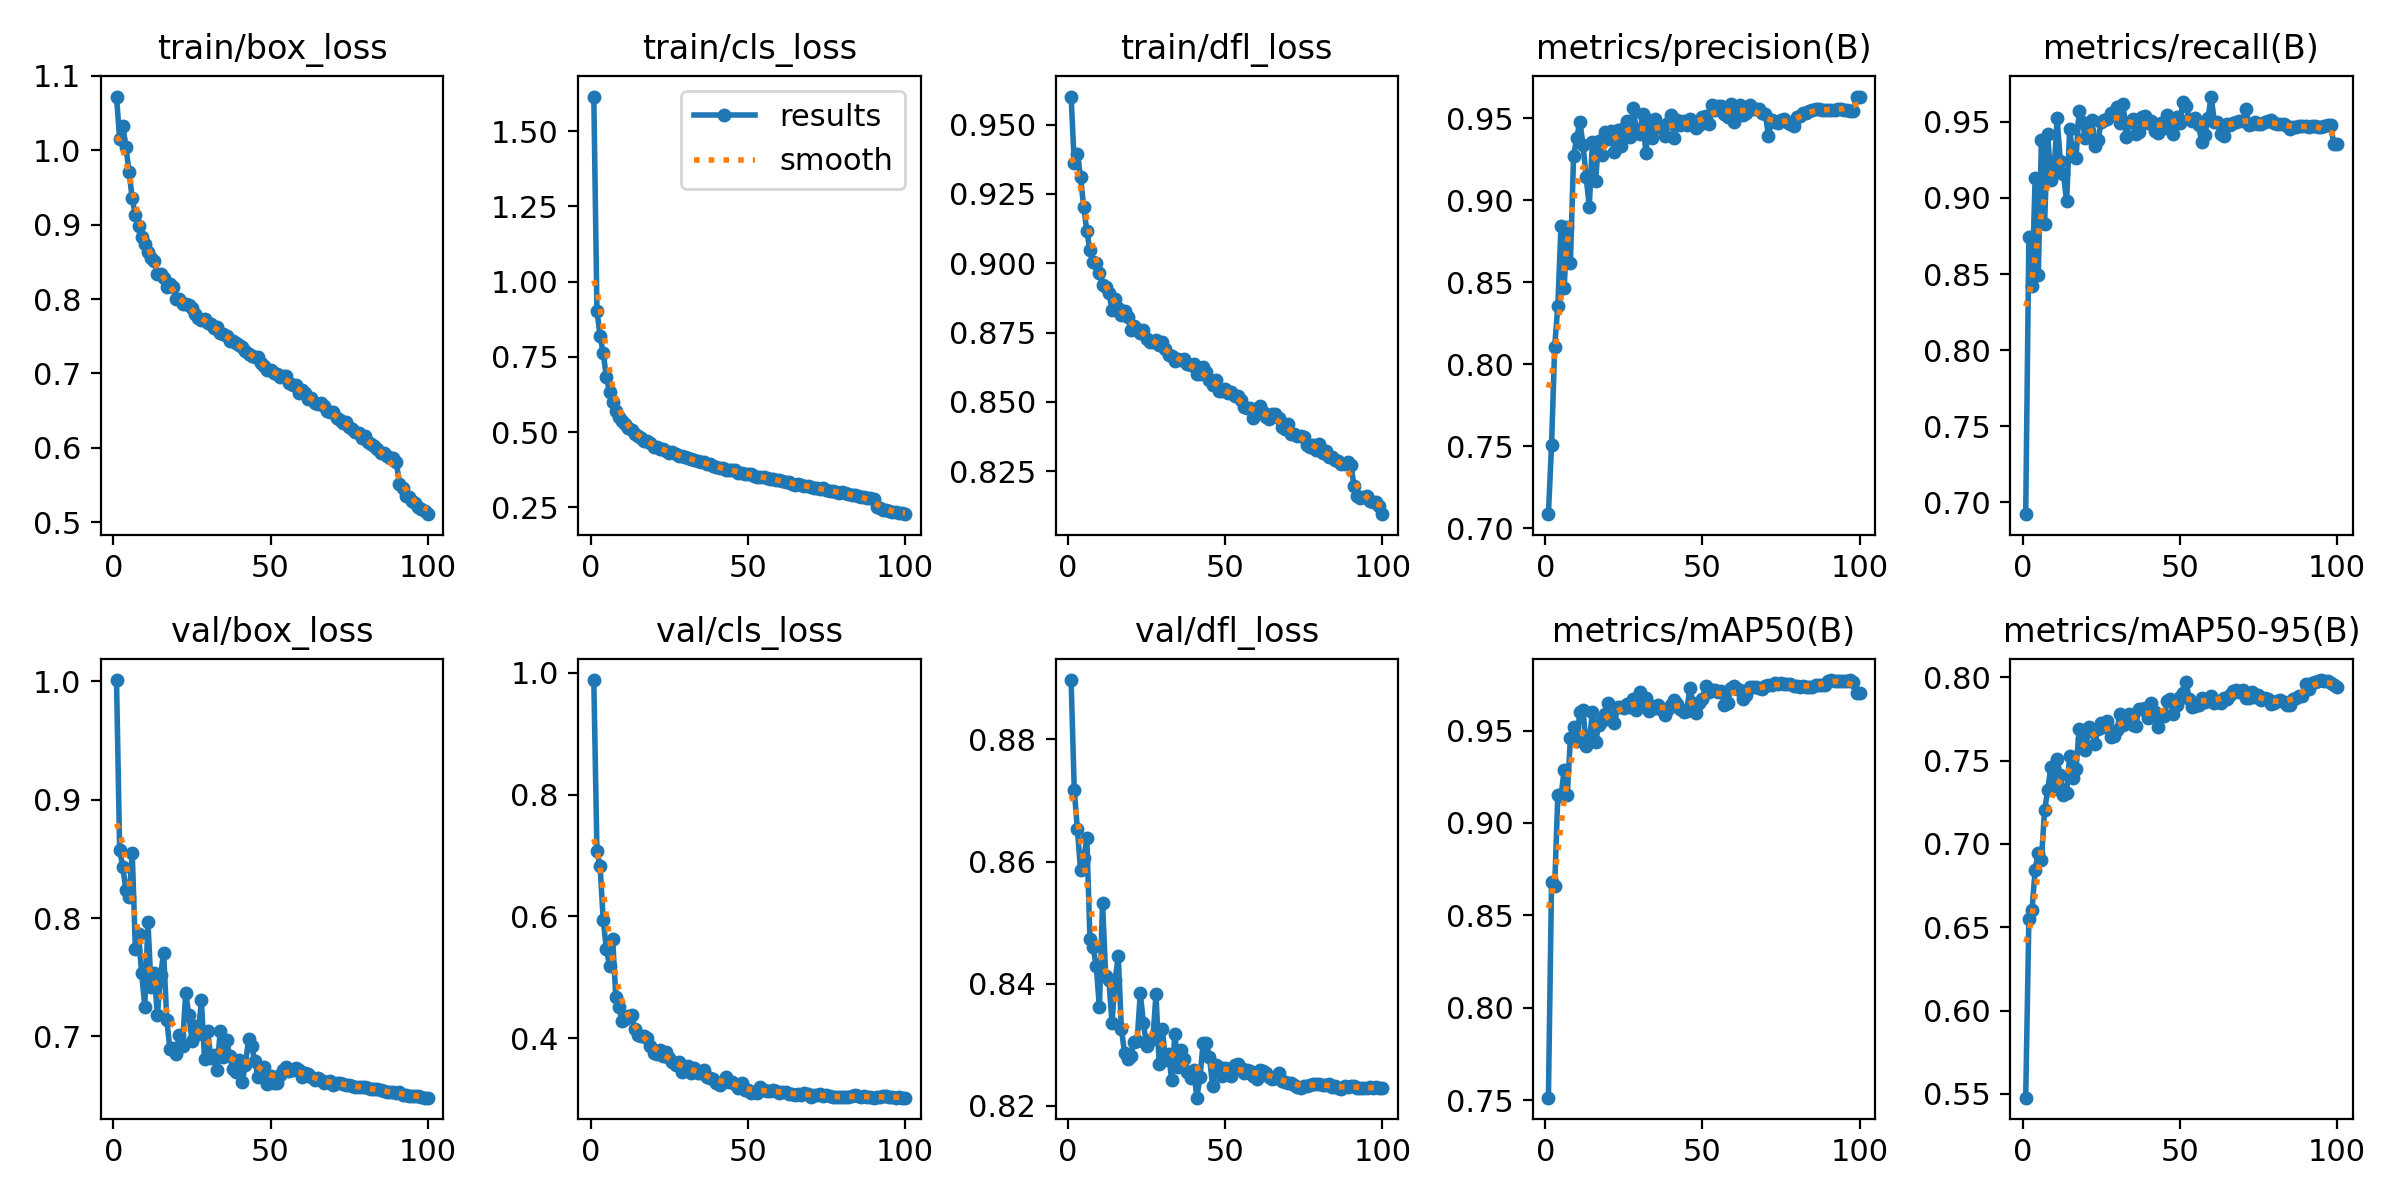 train/box_loss
1.1
1.0
0.9
0.8
0.7
0.6
0.5
0 50 100
train/cls_loss
results
smooth
1.50
1.25
1.00
0.75
0.50
0.25
0 50 100
train/dfl_loss
0.950
0.925
0.900
0.875
0.850
0.825
0 50 100
metrics/precision(B)
0.95
0.90
0.85
0.80
0.75
0.70
0 50 100
metrics/recall(B)
0.95
0.90
0.85
0.80
0.75
0.70
0 50 100
val/box_loss
1.0
0.9
0.8
0.7
0 50 100
val/cls_loss
1.0
0.8
0.6
0.4
0 50 100
val/dfl_loss
0.88
0.86
0.84
0.82
0 50 100
metrics/mAP50(B)
0.95
0.90
0.85
0.80
0.75
0 50 100
metrics/mAP50-95(B)
0.80
0.75
0.70
0.65
0.60
0.55
0 50 100